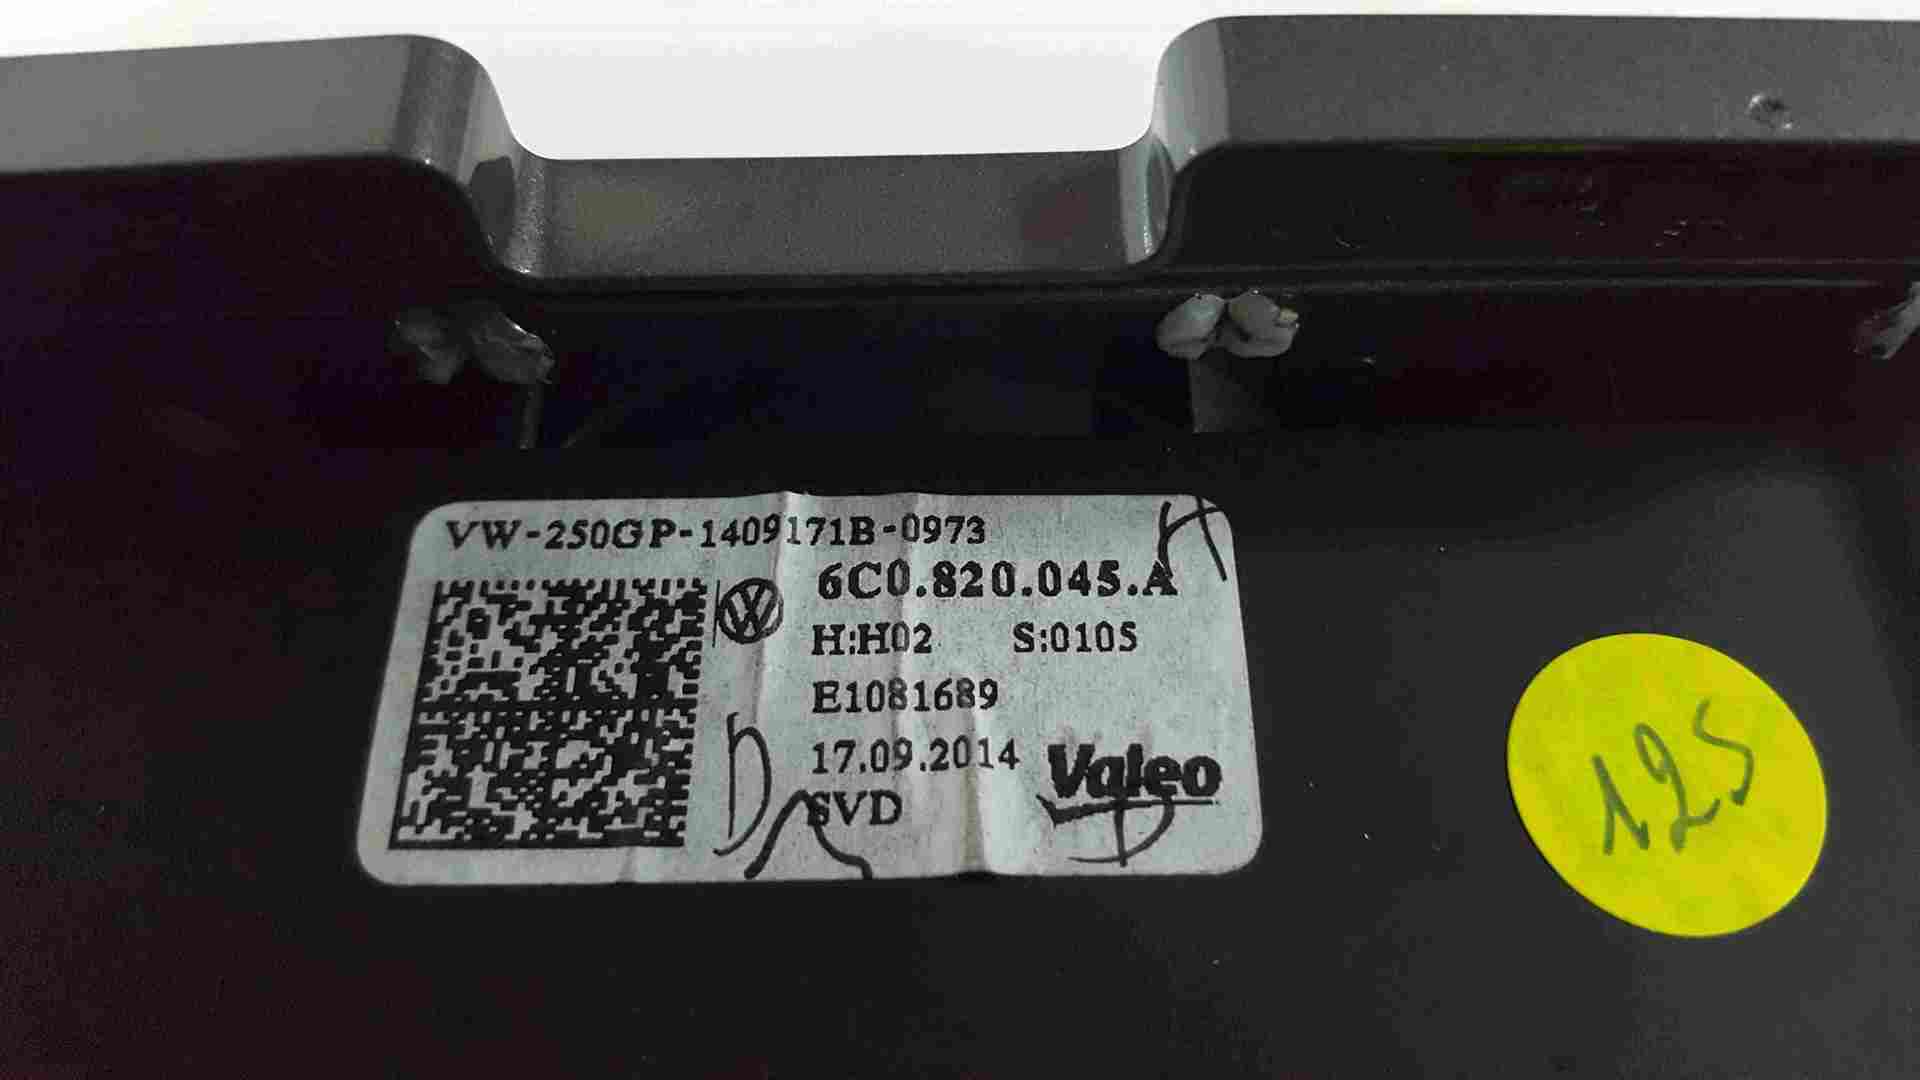 VW-250GP-1409171B-0973
6C0.820.045.A
H:H02 S:0105
E1081689
17.09.2014
SVD
Valeo
125